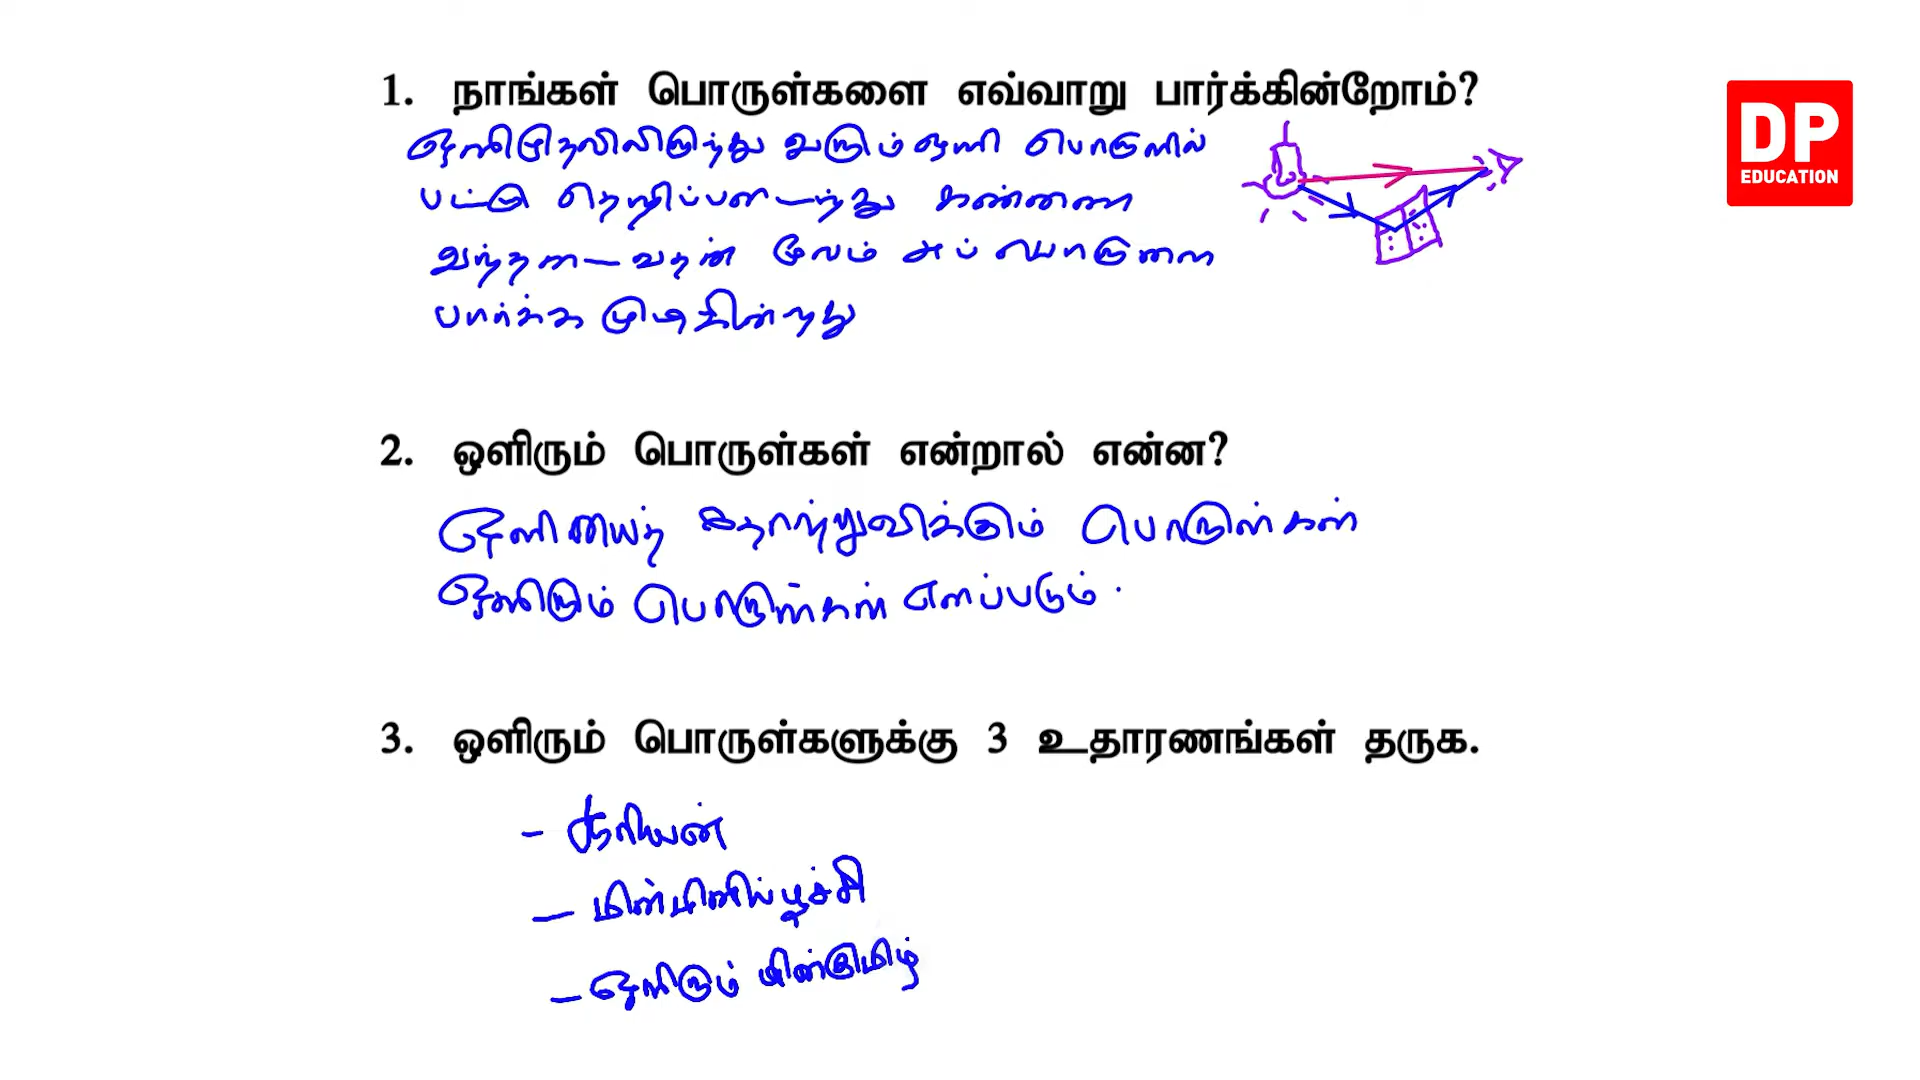 1. நாங்கள் பொருள்களை எவ்வாறு பார்க்கின்றோம்?
ஒளிமுதலிலிருந்து வரும் ஒளி பொருளில்
பட்டு தெறிப்படைந்து கண்ணை
வந்தடைவதன் மூலம் அப் பொருளை
பார்க்க முடிகின்றது
DP
EDUCATION
2. ஒளிரும் பொருள்கள் என்றால் என்ன?
ஒளியைத் தோற்றுவிக்கும் பொருள்கள்
ஒளிரும் பொருள்கள் எனப்படும்.
3. ஒளிரும் பொருள்களுக்கு 3 உதாரணங்கள் தருக.
- சூரியன்
- மின்மினிப்பூச்சி
- ஒளிரும் மின்குமிழ்